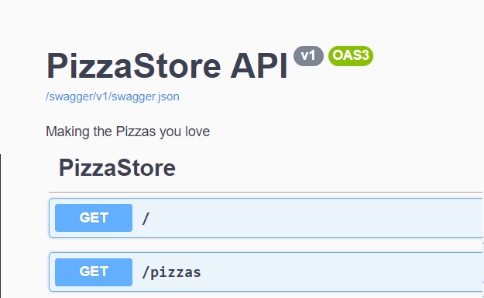 PizzaStore API v1 OAS3
/swagger/v1/swagger.json
Making the Pizzas you love
PizzaStore
GET /
GET /pizzas